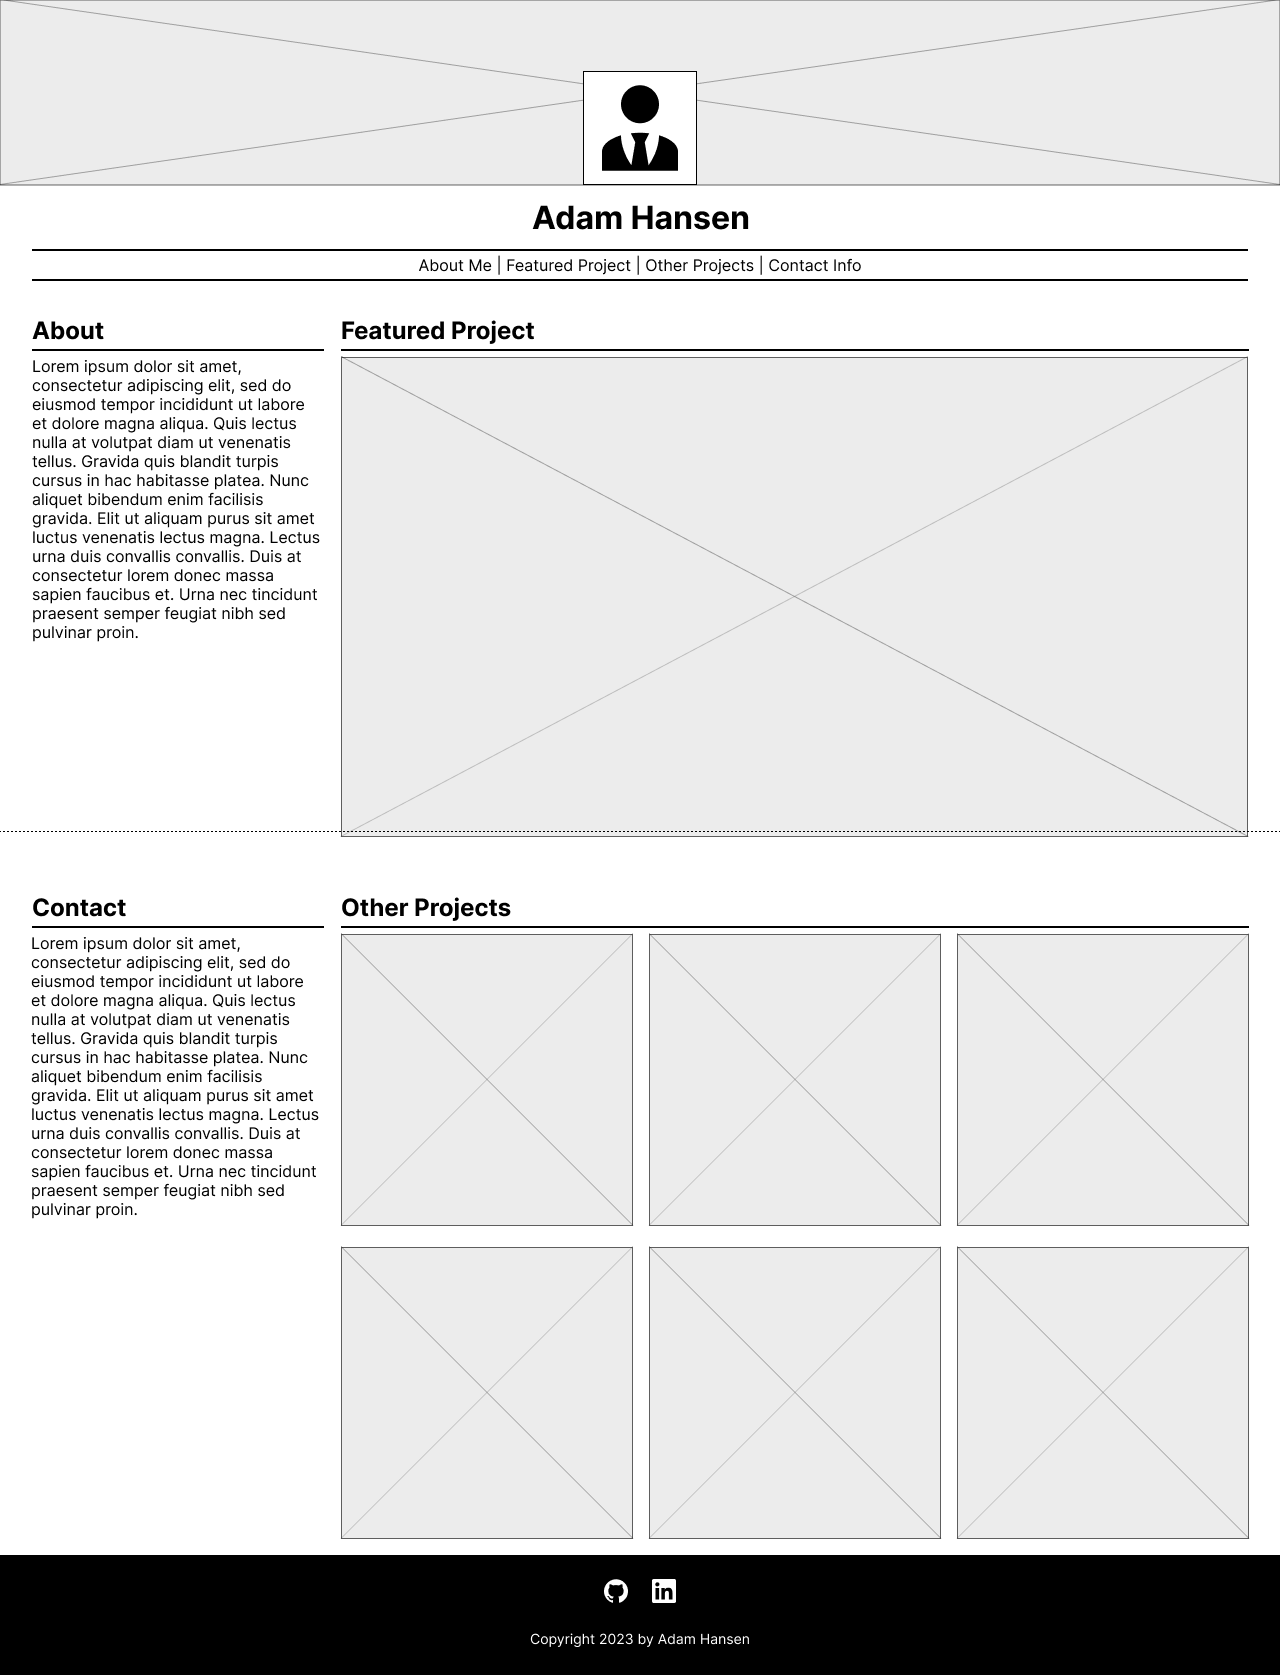 Adam Hansen
About Me | Featured Project | Other Projects | Contact Info
About
Lorem ipsum dolor sit amet,
consectetur adipiscing elit, sed do
eiusmod tempor incididunt ut labore
et dolore magna aliqua. Quis lectus
nulla at volutpat diam ut venenatis
tellus. Gravida quis blandit turpis
cursus in hac habitasse platea. Nunc
aliquet bibendum enim facilisis
gravida. Elit ut aliquam purus sit amet
luctus venenatis lectus magna. Lectus
urna duis convallis convallis. Duis at
consectetur lorem donec massa
sapien faucibus et. Urna nec tincidunt
praesent semper feugiat nibh sed
pulvinar proin.
Featured Project
Contact
Lorem ipsum dolor sit amet,
consectetur adipiscing elit, sed do
eiusmod tempor incididunt ut labore
et dolore magna aliqua. Quis lectus
nulla at volutpat diam ut venenatis
tellus. Gravida quis blandit turpis
cursus in hac habitasse platea. Nunc
aliquet bibendum enim facilisis
gravida. Elit ut aliquam purus sit amet
luctus venenatis lectus magna. Lectus
urna duis convallis convallis. Duis at
consectetur lorem donec massa
sapien faucibus et. Urna nec tincidunt
praesent semper feugiat nibh sed
pulvinar proin.
Other Projects
in
Copyright 2023 by Adam Hansen